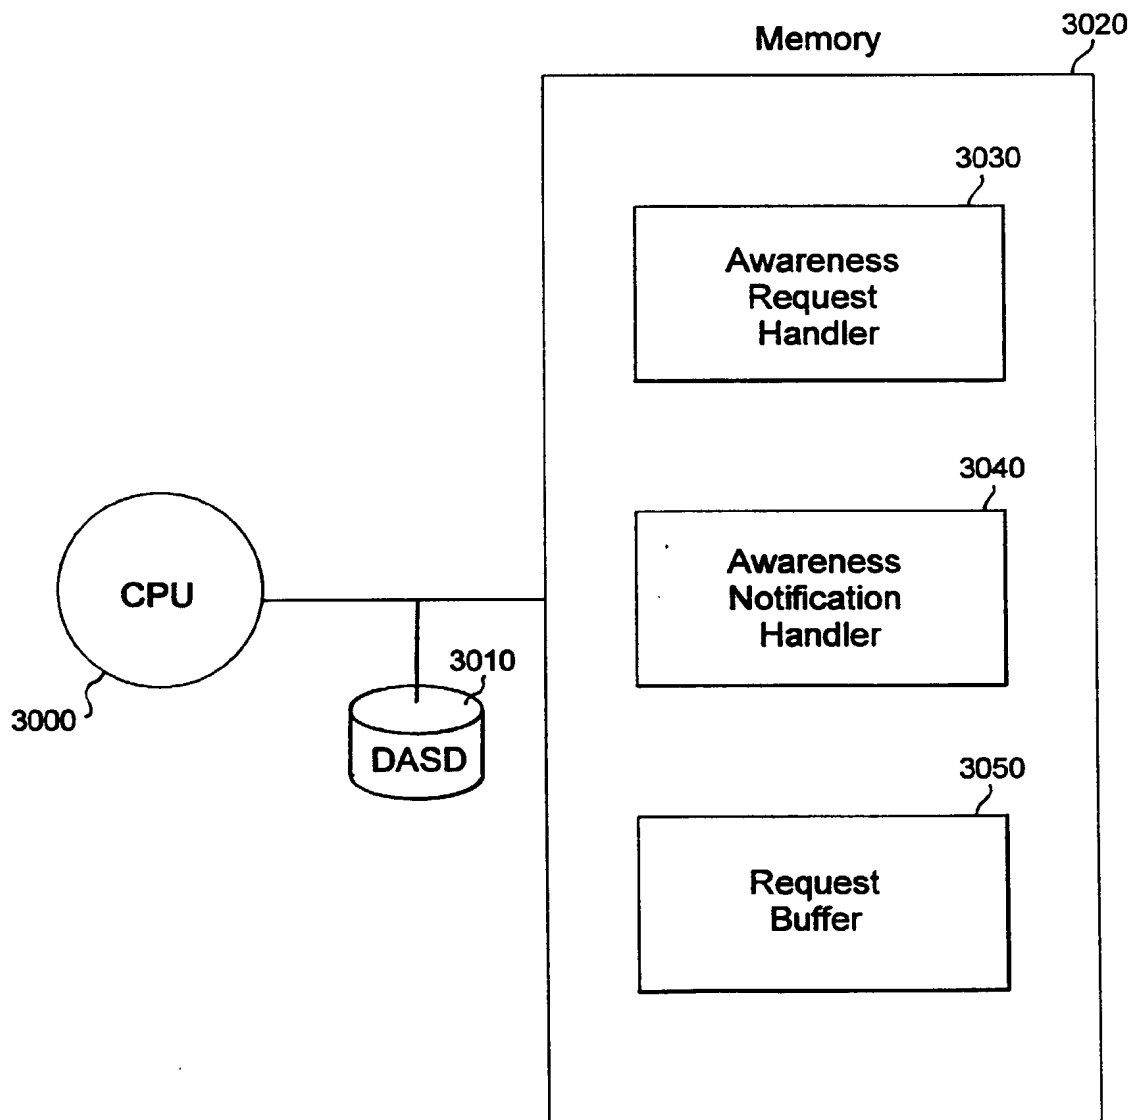 3020
Memory
3030
Awareness
Request
Handler
3040
Awareness
Notification
Handler
CPU
3000
3010
DASD
3050
Request
Buffer